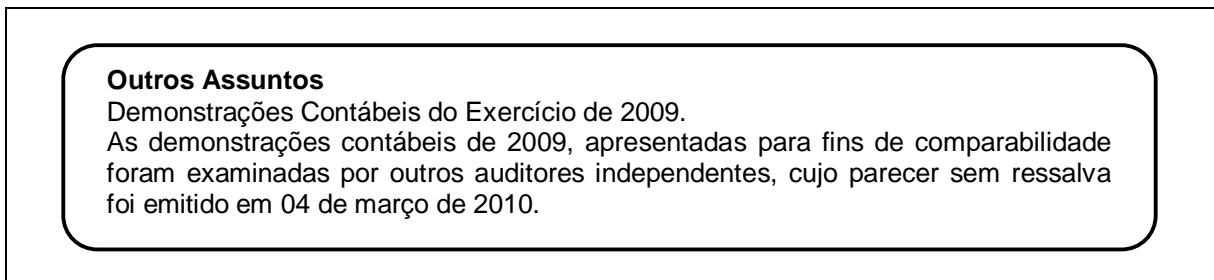 Outros Assuntos
Demonstrações Contábeis do Exercício de 2009.
As demonstrações contábeis de 2009, apresentadas para fins de comparabilidade
foram examinadas por outros auditores independentes, cujo parecer sem ressalva
foi emitido em 04 de março de 2010.